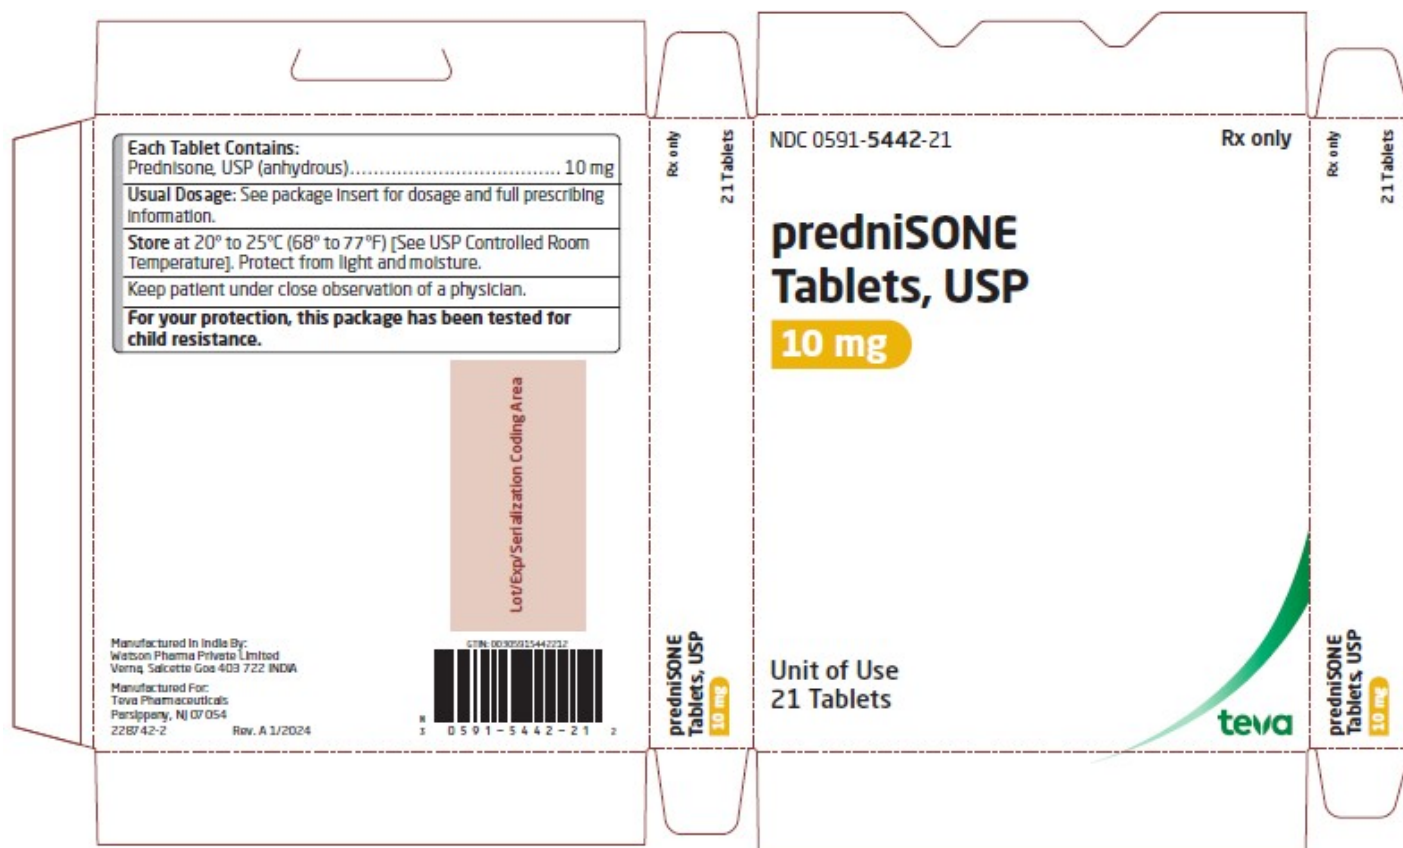 Each Tablet Contains:
Prednisone, USP (anhydrous).................................... 10 mg
Usual Dosage: See package insert for dosage and full prescribing
information.
Store at 20° to 25°C (68° to 77°F) [See USP Controlled Room
Temperature]. Protect from light and moisture.
Keep patient under close observation of a physician.
For your protection, this package has been tested for
child resistance.
Lot/Exp/Serialization Coding Area
Manufactured In India By:
Watson Pharma Private Limited
Verna, Salcette Goa 403 722 INDIA
Manufactured For:
Teva Pharmaceuticals
Parsippany, NJ 07054
228742-2 Rev. A 1/2024
GTIN: 00305915442212
N
3 0591-5442-21 2
Rx only
21 Tablets
predniSONE
Tablets, USP
10 mg
NDC 0591-5442-21 Rx only
predniSONE
Tablets, USP
10 mg
Unit of Use
21 Tablets
teva
Rx only
21 Tablets
predniSONE
Tablets, USP
10 mg